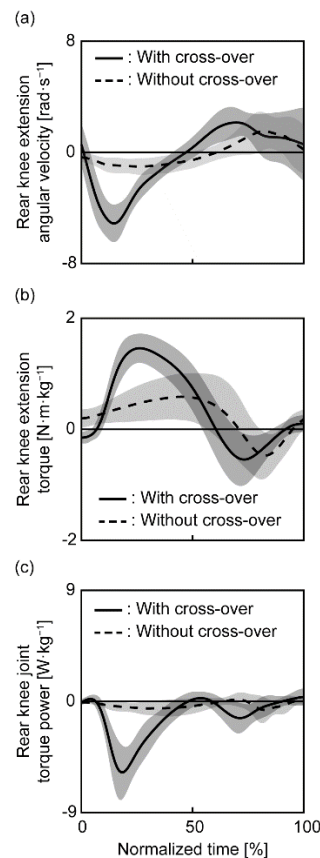 (a)
8
: With cross-over
: Without cross-over
0
-8
Rear knee extension
angular velocity [rad·s⁻¹]
(b)
2
0
: With cross-over
: Without cross-over
-2
Rear knee extension
torque [N·m·kg⁻¹]
(c)
9
: With cross-over
: Without cross-over
0
-9
Rear knee joint
torque power [W·kg⁻¹]
0 50 100
Normalized time [%]